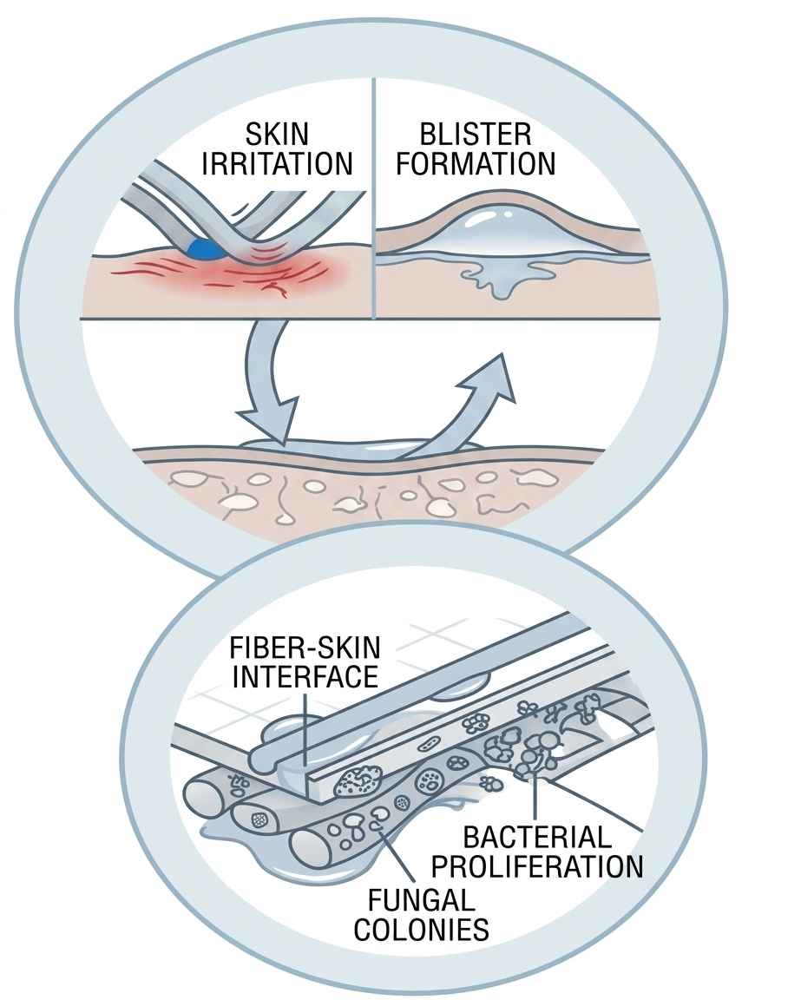 SKIN
IRRITATION
BLISTER
FORMATION
FIBER-SKIN
INTERFACE
BACTERIAL
PROLIFERATION
FUNGAL
COLONIES